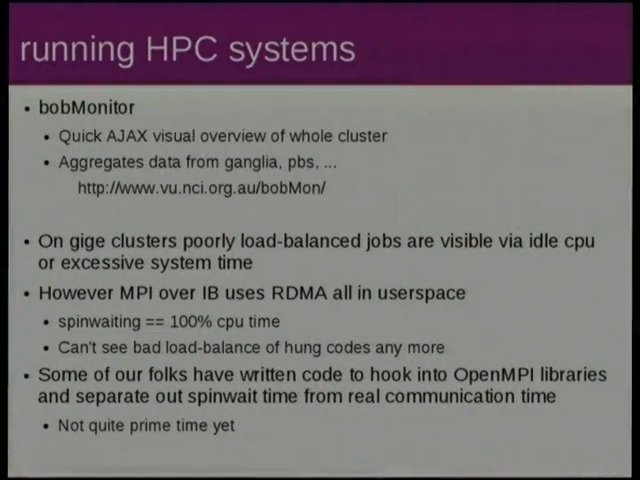 running HPC systems
• bobMonitor
• Quick AJAX visual overview of whole cluster
• Aggregates data from ganglia, pbs, ...
http://www.vu.nci.org.au/bobMon/
• On gige clusters poorly load-balanced jobs are visible via idle cpu
or excessive system time
• However MPI over IB uses RDMA all in userspace
• spinwaiting == 100% cpu time
• Can't see bad load-balance of hung codes any more
• Some of our folks have written code to hook into OpenMPI libraries
and separate out spinwait time from real communication time
• Not quite prime time yet